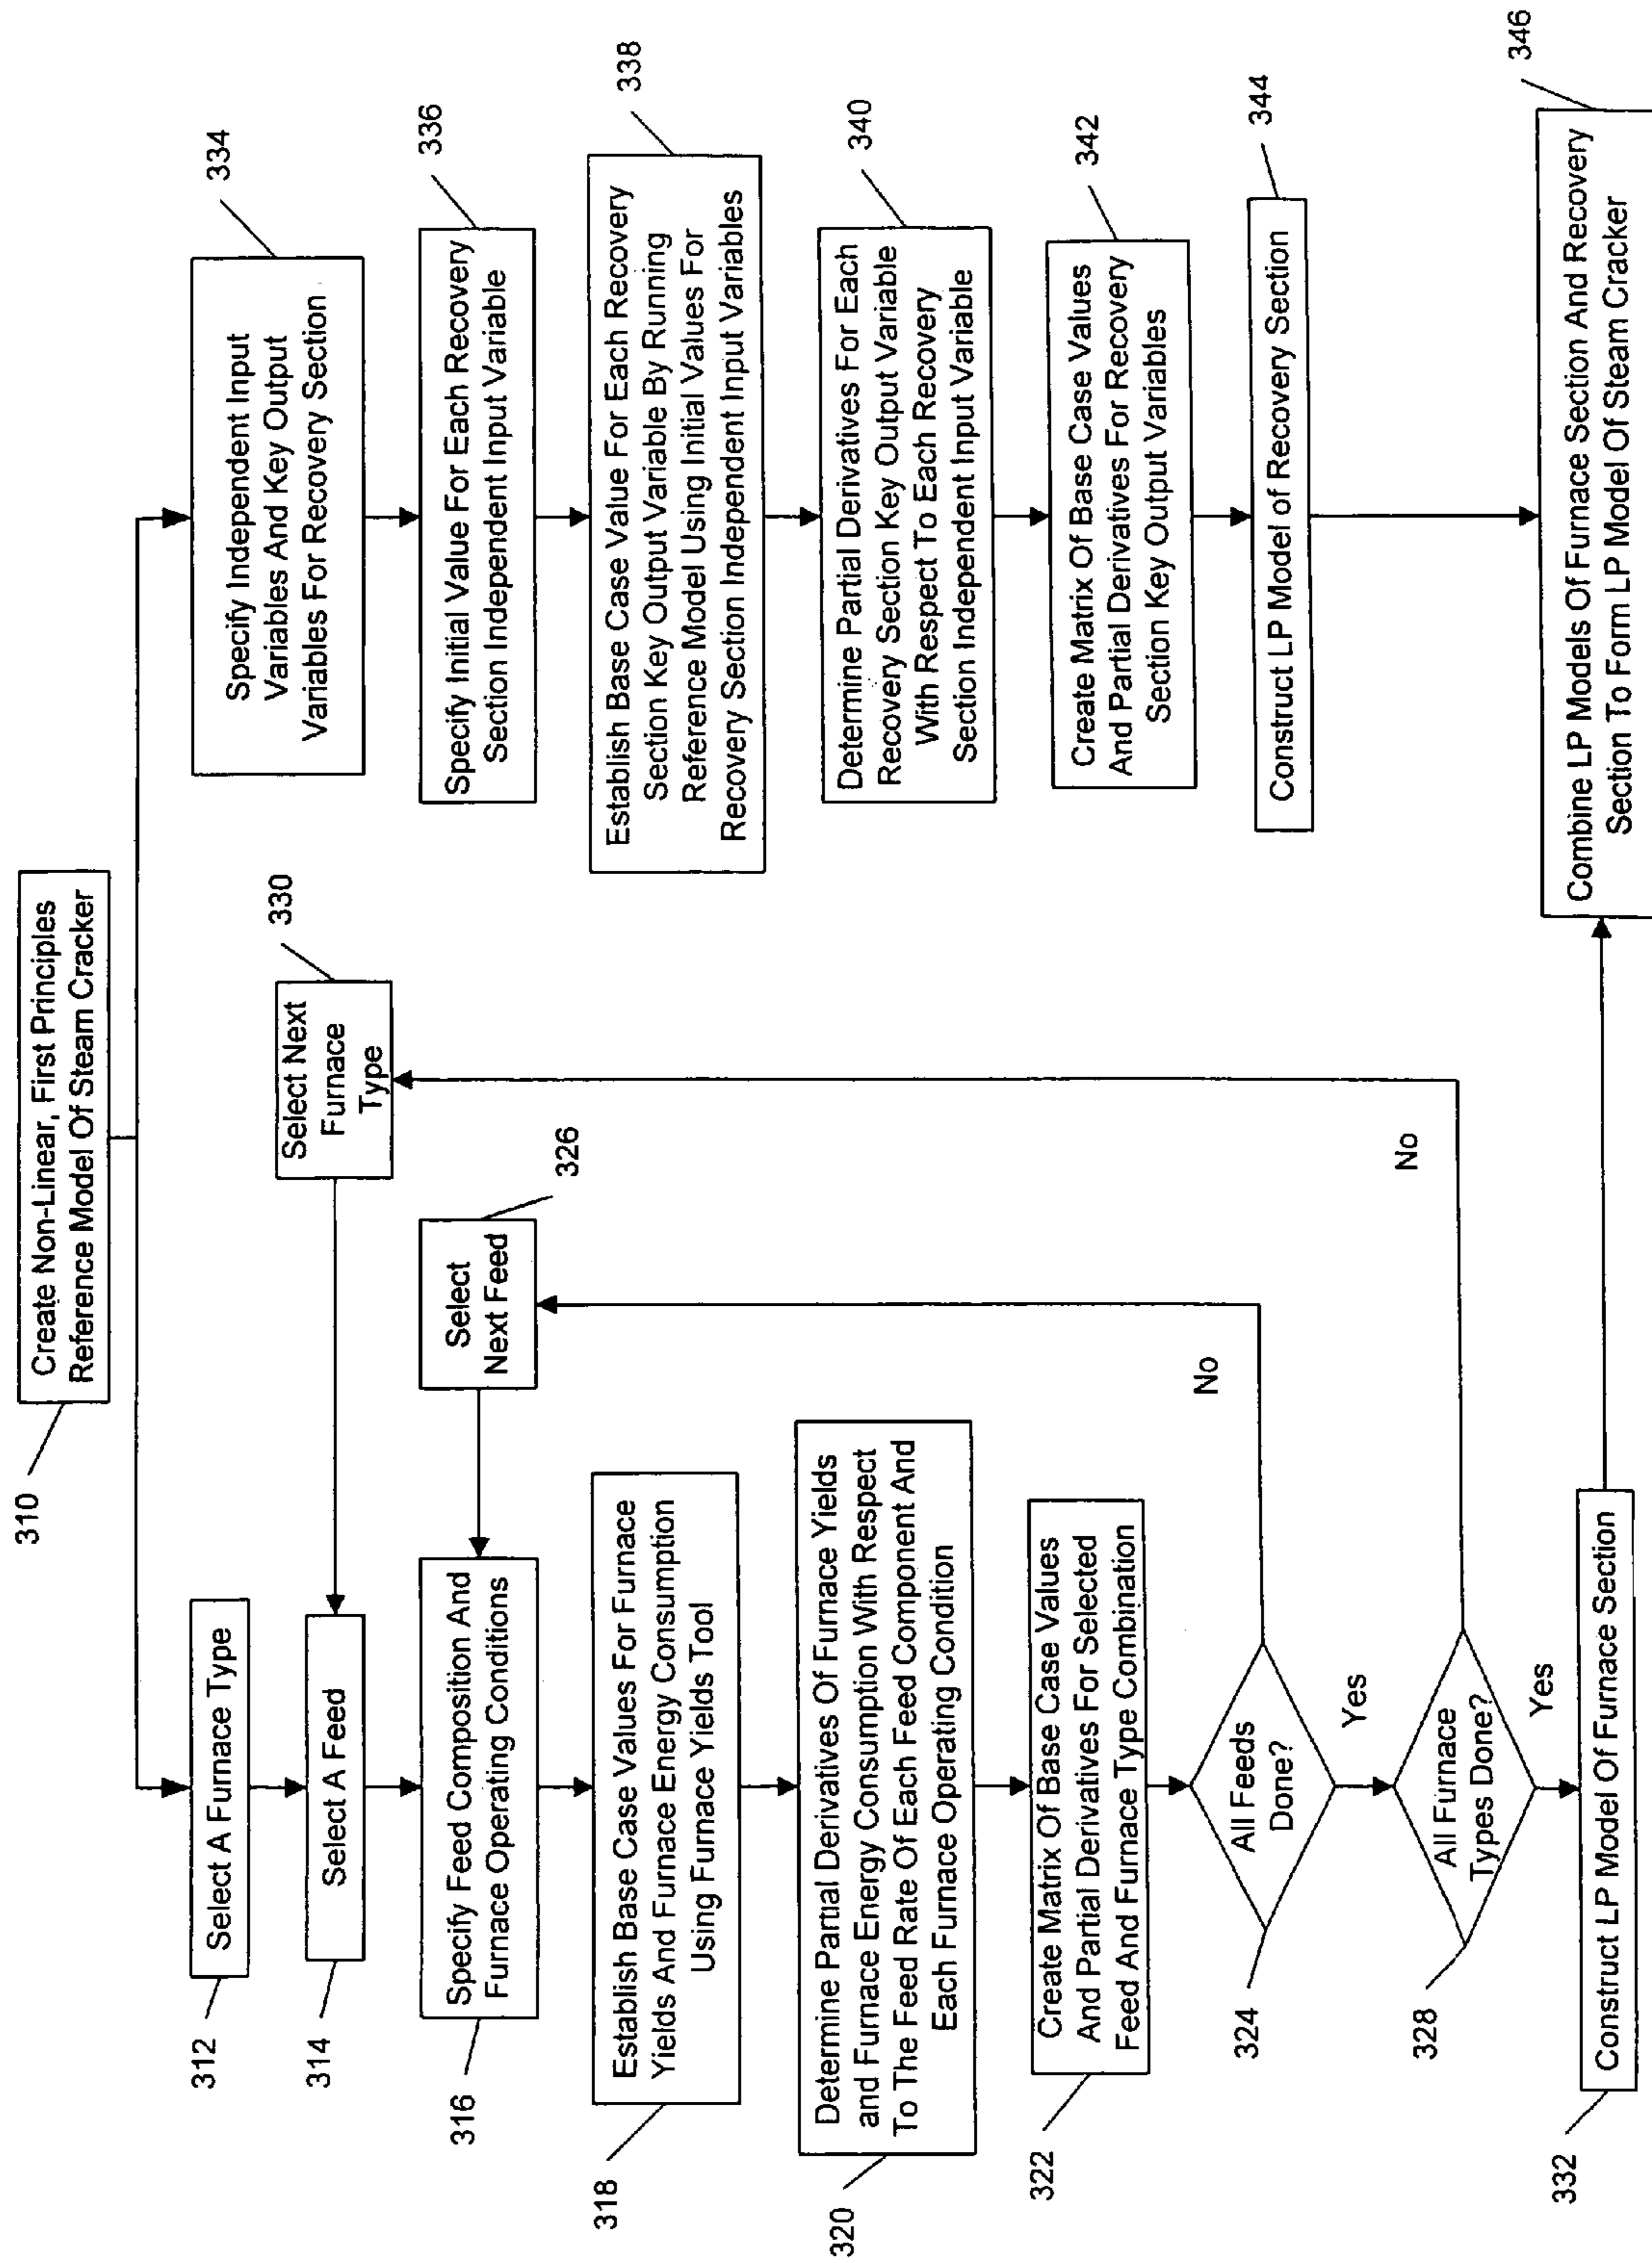 310
Create Non-Linear, First Principles
Reference Model Of Steam Cracker
312
Select A Furnace Type
314
Select A Feed
316
Specify Feed Composition And
Furnace Operating Conditions
318
Establish Base Case Values For Furnace
Yields And Furnace Energy Consumption
Using Furnace Yields Tool
320
Determine Partial Derivatives Of Furnace Yields
and Furnace Energy Consumption With Respect
To The Feed Rate Of Each Feed Component And
Each Furnace Operating Condition
322
Create Matrix Of Base Case Values
And Partial Derivatives For Selected
Feed And Furnace Type Combination
324
All Feeds
Done?
No
Yes
326
Select
Next Feed
328
All Furnace
Types Done?
No
Yes
330
Select Next
Furnace
Type
332
Construct LP Model Of Furnace Section
334
Specify Independent Input
Variables And Key Output
Variables For Recovery Section
336
Specify Initial Value For Each Recovery
Section Independent Input Variable
338
Establish Base Case Value For Each Recovery
Section Key Output Variable By Running
Reference Model Using Initial Values For
Recovery Section Independent Input Variables
340
Determine Partial Derivatives For Each
Recovery Section Key Output Variable
With Respect To Each Recovery
Section Independent Input Variable
342
Create Matrix Of Base Case Values
And Partial Derivatives For Recovery
Section Key Output Variables
344
Construct LP Model of Recovery Section
346
Combine LP Models Of Furnace Section And Recovery
Section To Form LP Model Of Steam Cracker